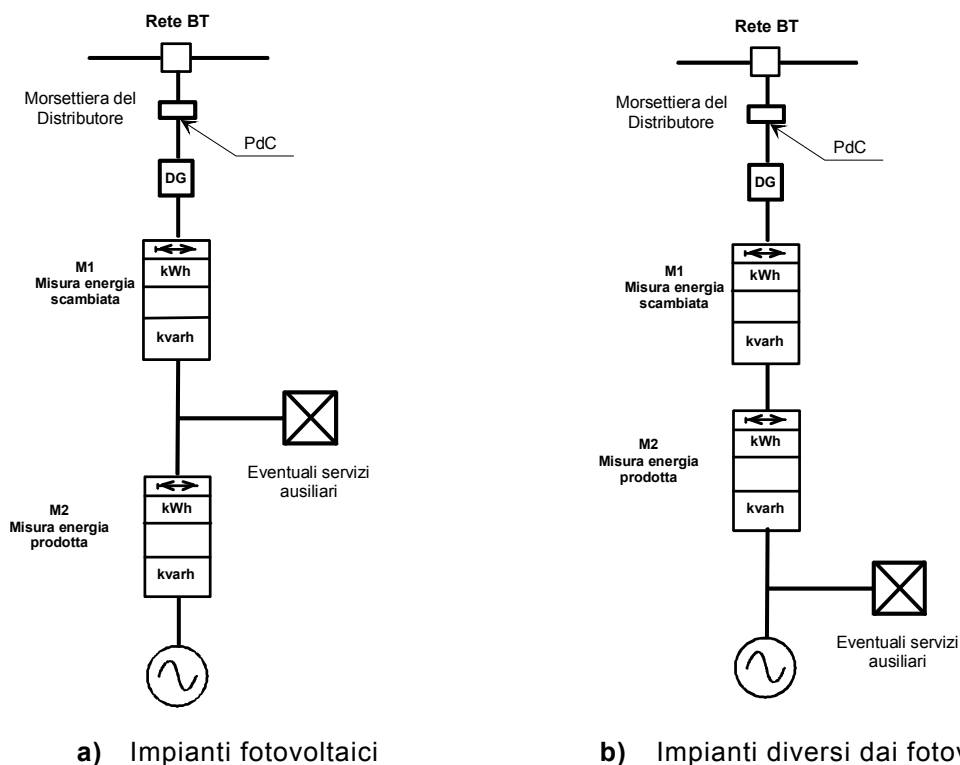 Rete BT
Morsettiera del
Distributore
PdC
DG
M1
Misura energia
scambiata
kWh
kvarh
Eventuali servizi
ausiliari
M2
Misura energia
prodotta
kWh
kvarh
a) Impianti fotovoltaici
Rete BT
Morsettiera del
Distributore
PdC
DG
M1
Misura energia
scambiata
kWh
kvarh
M2
Misura energia
prodotta
kWh
kvarh
Eventuali servizi
ausiliari
b) Impianti diversi dai fotov